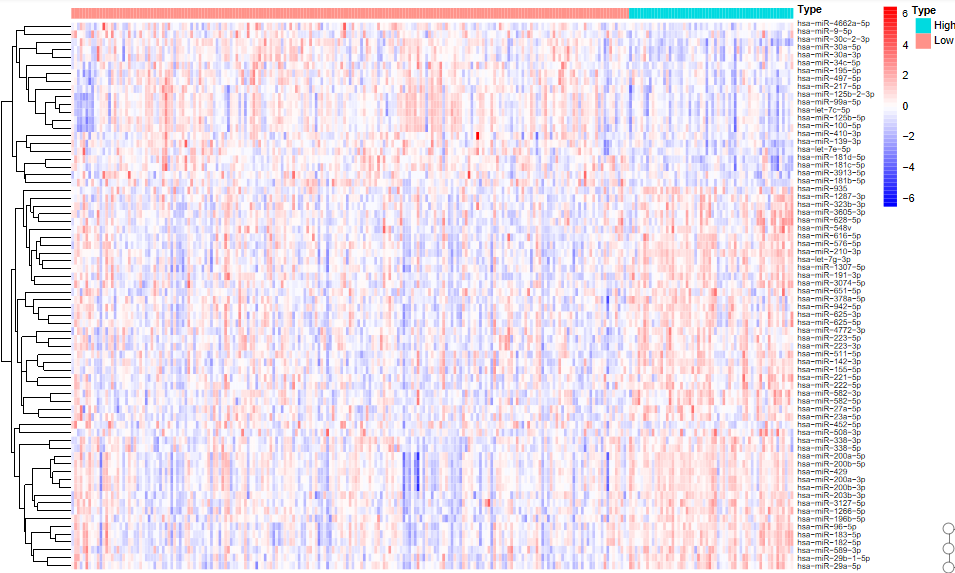 Type
hsa−miR−4662a−5p
hsa−miR−9−5p
hsa−miR−30c−2−3p
hsa−miR−30a−5p
hsa−miR−30a−3p
hsa−miR−34c−5p
hsa−miR−195−5p
hsa−miR−497−5p
hsa−miR−217−5p
hsa−miR−125b−2−3p
hsa−miR−99a−5p
hsa−let−7c−5p
hsa−miR−125b−5p
hsa−miR−100−5p
hsa−miR−410−3p
hsa−miR−139−3p
hsa−let−7e−5p
hsa−miR−181d−5p
hsa−miR−181c−5p
hsa−miR−3913−5p
hsa−miR−181b−5p
hsa−miR−935
hsa−miR−1287−3p
hsa−miR−323b−3p
hsa−miR−3605−3p
hsa−miR−628−5p
hsa−miR−548v
hsa−miR−616−5p
hsa−miR−576−5p
hsa−miR−210−3p
hsa−let−7g−3p
hsa−miR−1307−5p
hsa−miR−191−3p
hsa−miR−3074−5p
hsa−miR−651−5p
hsa−miR−378a−5p
hsa−miR−942−5p
hsa−miR−625−3p
hsa−miR−625−5p
hsa−miR−4772−3p
hsa−miR−223−5p
hsa−miR−223−3p
hsa−miR−511−5p
hsa−miR−142−3p
hsa−miR−155−5p
hsa−miR−221−5p
hsa−miR−222−5p
hsa−miR−582−3p
hsa−miR−582−5p
hsa−miR−27a−5p
hsa−miR−23a−5p
hsa−miR−452−5p
hsa−miR−508−3p
hsa−miR−338−3p
hsa−miR−338−5p
hsa−miR−200a−5p
hsa−miR−200b−5p
hsa−miR−429
hsa−miR−200a−3p
hsa−miR−200b−3p
hsa−miR−203b−3p
hsa−miR−3127−5p
hsa−miR−1266−5p
hsa−miR−196b−5p
hsa−miR−96−5p
hsa−miR−183−5p
hsa−miR−182−5p
hsa−miR−589−3p
hsa−miR−29b−1−5p
hsa−miR−29a−5p
6
4
2
0
−2
−4
−6
Type
High
Low